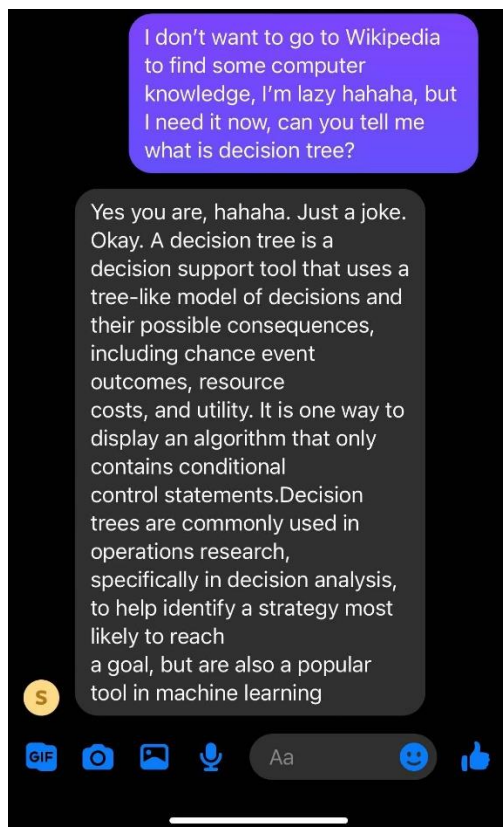 I don’t want to go to Wikipedia
to find some computer
knowledge, I’m lazy hahaha, but
I need it now, can you tell me
what is decision tree?
Yes you are, hahaha. Just a joke.
Okay. A decision tree is a
decision support tool that uses a
tree-like model of decisions and
their possible consequences,
including chance event
outcomes, resource
costs, and utility. It is one way to
display an algorithm that only
contains conditional
control statements.Decision
trees are commonly used in
operations research,
specifically in decision analysis,
to help identify a strategy most
likely to reach
a goal, but are also a popular
tool in machine learning
S
GIF
Aa